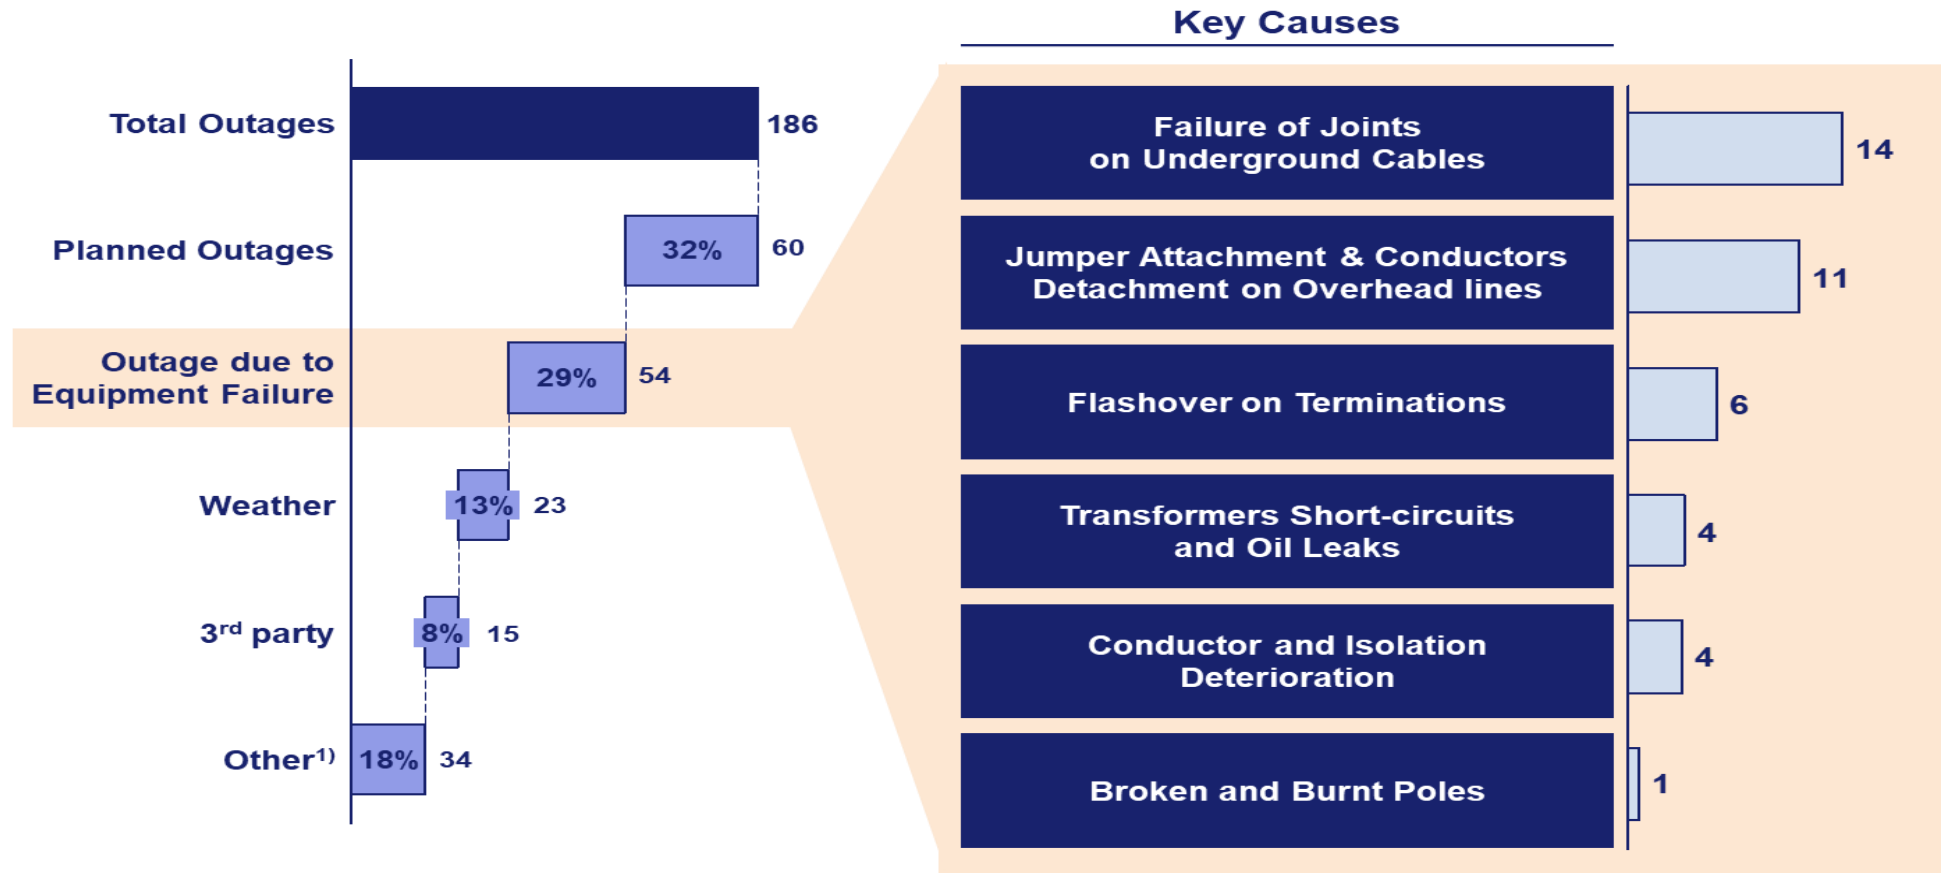 Key Causes
Total Outages
186
Planned Outages
32%
60
Outage due to
Equipment Failure
29%
54
Weather
13%
23
3rd party
8%
15
Other1)
18%
34
Failure of Joints
on Underground Cables
14
Jumper Attachment & Conductors
Detachment on Overhead lines
11
Flashover on Terminations
6
Transformers Short-circuits
and Oil Leaks
4
Conductor and Isolation
Deterioration
4
Broken and Burnt Poles
1